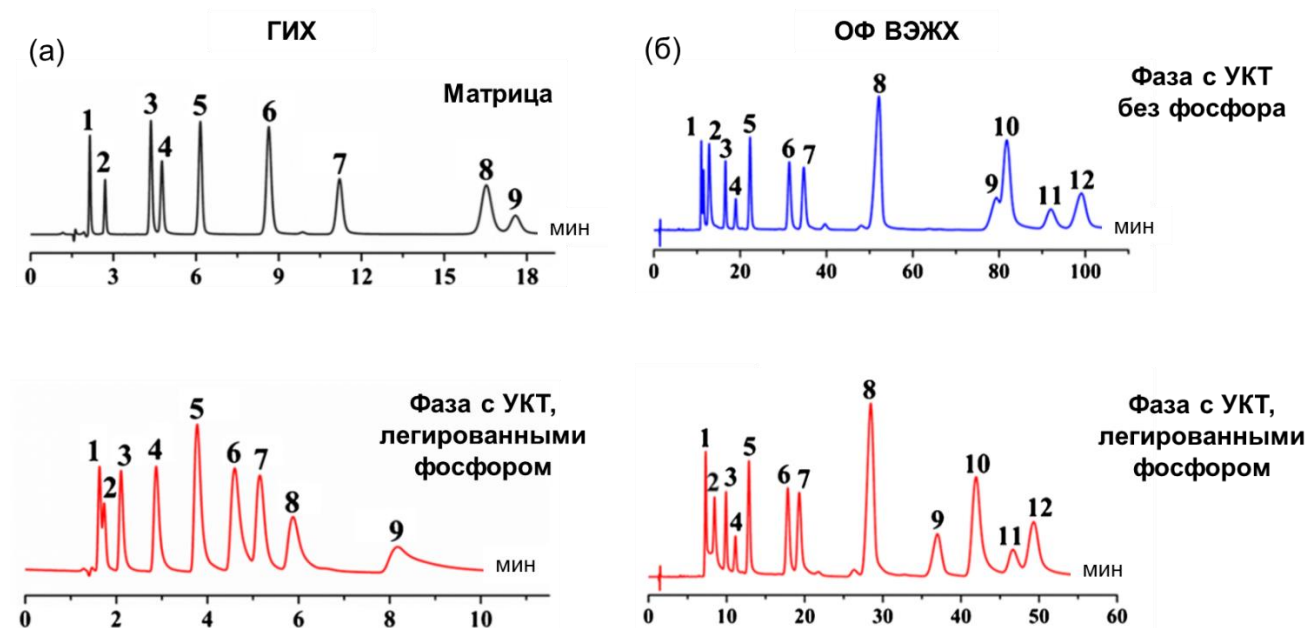 ГИХ
(а)
Матрица
1 2 3 4 5 6 7 8 9
мин
0 3 6 9 12 15 18
Фаза с УКТ,
легированными
фосфором
1 2 3 4 5 6 7 8 9
мин
0 2 4 6 8 10
ОФ ВЭЖХ
(б)
Фаза с УКТ
без фосфора
1 2 3 4 5 6 7 8 9 10 11 12
мин
0 20 40 60 80 100
Фаза с УКТ,
легированными
фосфором
1 2 3 4 5 6 7 8 9 10 11 12
мин
0 10 20 30 40 50 60